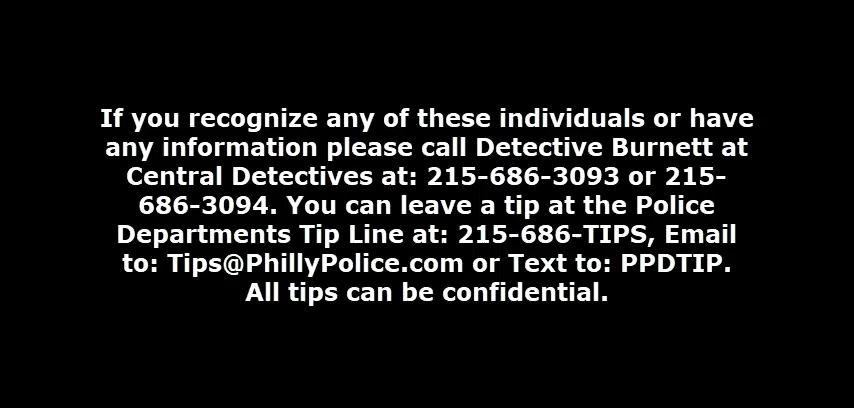 If you recognize any of these individuals or have
any information please call Detective Burnett at
Central Detectives at: 215-686-3093 or 215-
686-3094. You can leave a tip at the Police
Departments Tip Line at: 215-686-TIPS, Email
to: Tips@PhillyPolice.com or Text to: PPDTIP.
All tips can be confidential.